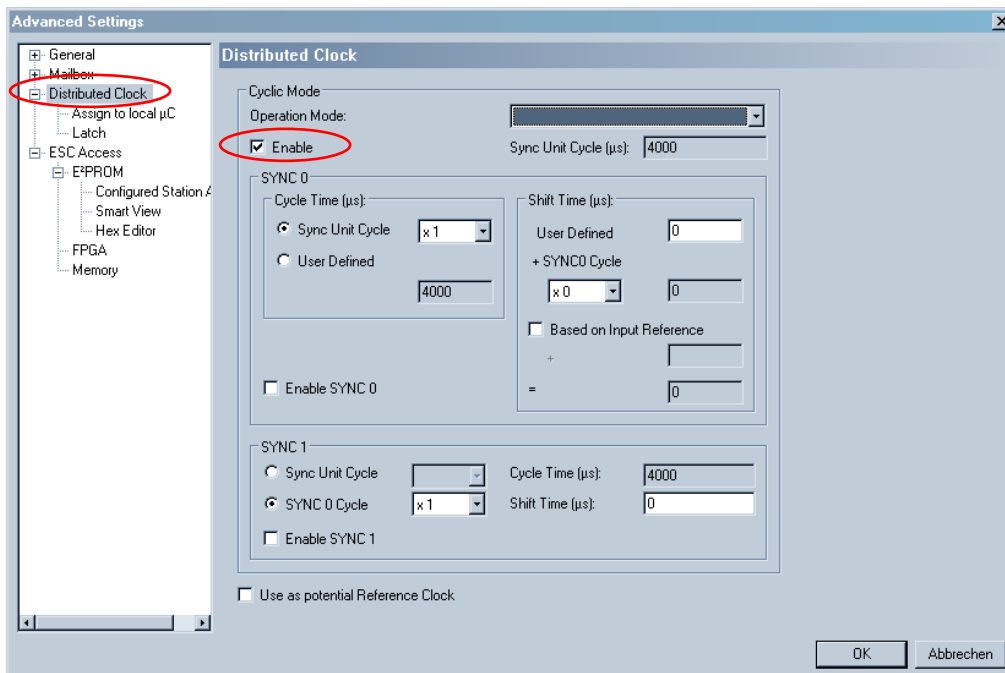 Advanced Settings
General
Mailbox
Distributed Clock
Assign to local µC
Latch
ESC Access
E²PROM
Configured Station A
Smart View
Hex Editor
FPGA
Memory
Distributed Clock
Cyclic Mode
Operation Mode:
Enable
Sync Unit Cycle (µs): 4000
SYNC 0
Cycle Time (µs):
Sync Unit Cycle x 1
User Defined
4000
Shift Time (µs):
User Defined 0
+ SYNC0 Cycle
x 0 0
Based on Input Reference
+
= 0
Enable SYNC 0
SYNC 1
Sync Unit Cycle
Cycle Time (µs): 4000
SYNC 0 Cycle x 1
Shift Time (µs): 0
Enable SYNC 1
Use as potential Reference Clock
OK
Abbrechen